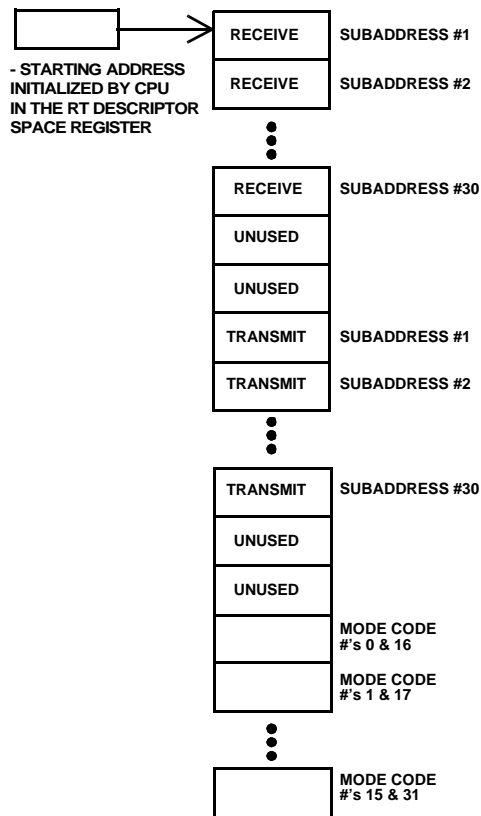 RECEIVE SUBADDRESS #1
- STARTING ADDRESS
INITIALIZED BY CPU
IN THE RT DESCRIPTOR
SPACE REGISTER
RECEIVE SUBADDRESS #2
RECEIVE SUBADDRESS #30
UNUSED
UNUSED
TRANSMIT SUBADDRESS #1
TRANSMIT SUBADDRESS #2
TRANSMIT SUBADDRESS #30
UNUSED
UNUSED
MODE CODE
#'s 0 & 16
MODE CODE
#'s 1 & 17
MODE CODE
#'s 15 & 31